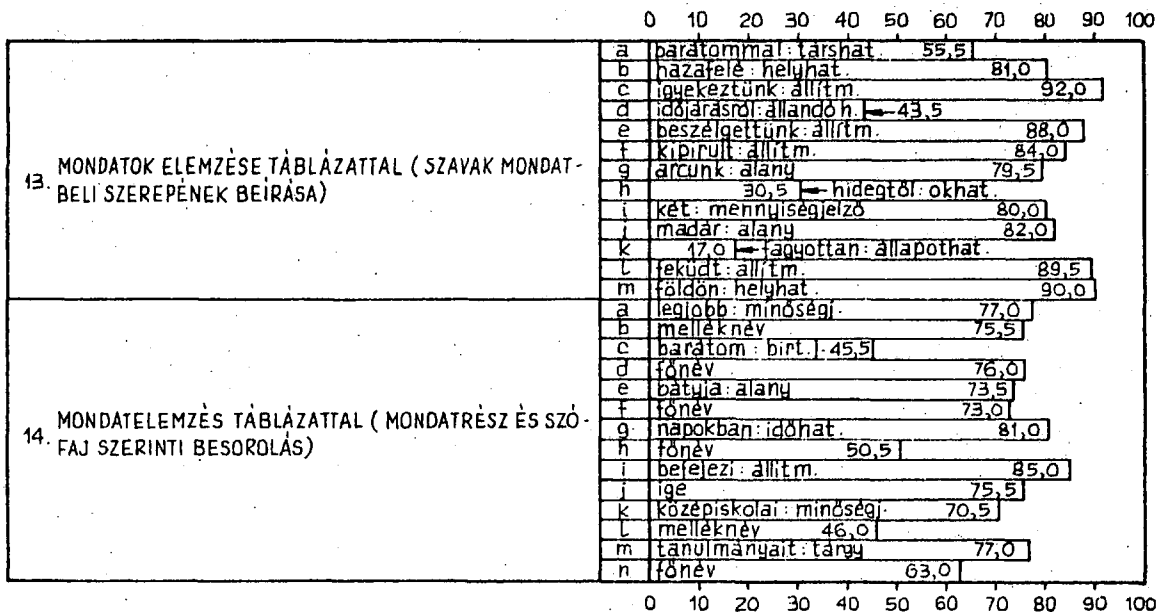 0 10 20 30 40 50 60 70 80 90 100
13. MONDATOK ELEMZÉSE TÁBLÁZATTAL (SZAVAK MONDAT-
BELI SZEREPÉNEK BEÍRÁSA)
a barátommal: társhat. 55,5
b hazafelé: helyhat. 81,0
c igyekeztünk: állítm. 92,0
d időjárásról: állandó h. 43,5
e beszélgettünk: állítm. 88,0
f kipirult: állítm. 84,0
g arcunk: alany 79,5
h 30,5 hidegtől: okhat.
i két: mennyiségjelző 80,0
j madár: alany 82,0
k 17,0 fagyottan: állapothat.
l feküdt: állítm. 89,5
m földön: helyhat. 90,0
14. MONDATELEMZÉS TÁBLÁZATTAL (MONDATRÉSZ ÉS SZÓ-
FAJ SZERINTI BESOROLÁS)
a legjobb: minőségj. 77,0
b melléknév 75,5
c barátom: birt.j. 45,5
d főnév 76,0
e bátyja: alany 73,5
f főnév 73,0
g napokban: időhat. 81,0
h főnév 50,5
i befejezi: állítm. 85,0
j ige 75,5
k középiskolai: minőségj. 70,5
l melléknév 46,0
m tanulmányait: tárgy 77,0
n főnév 63,0
0 10 20 30 40 50 60 70 80 90 100